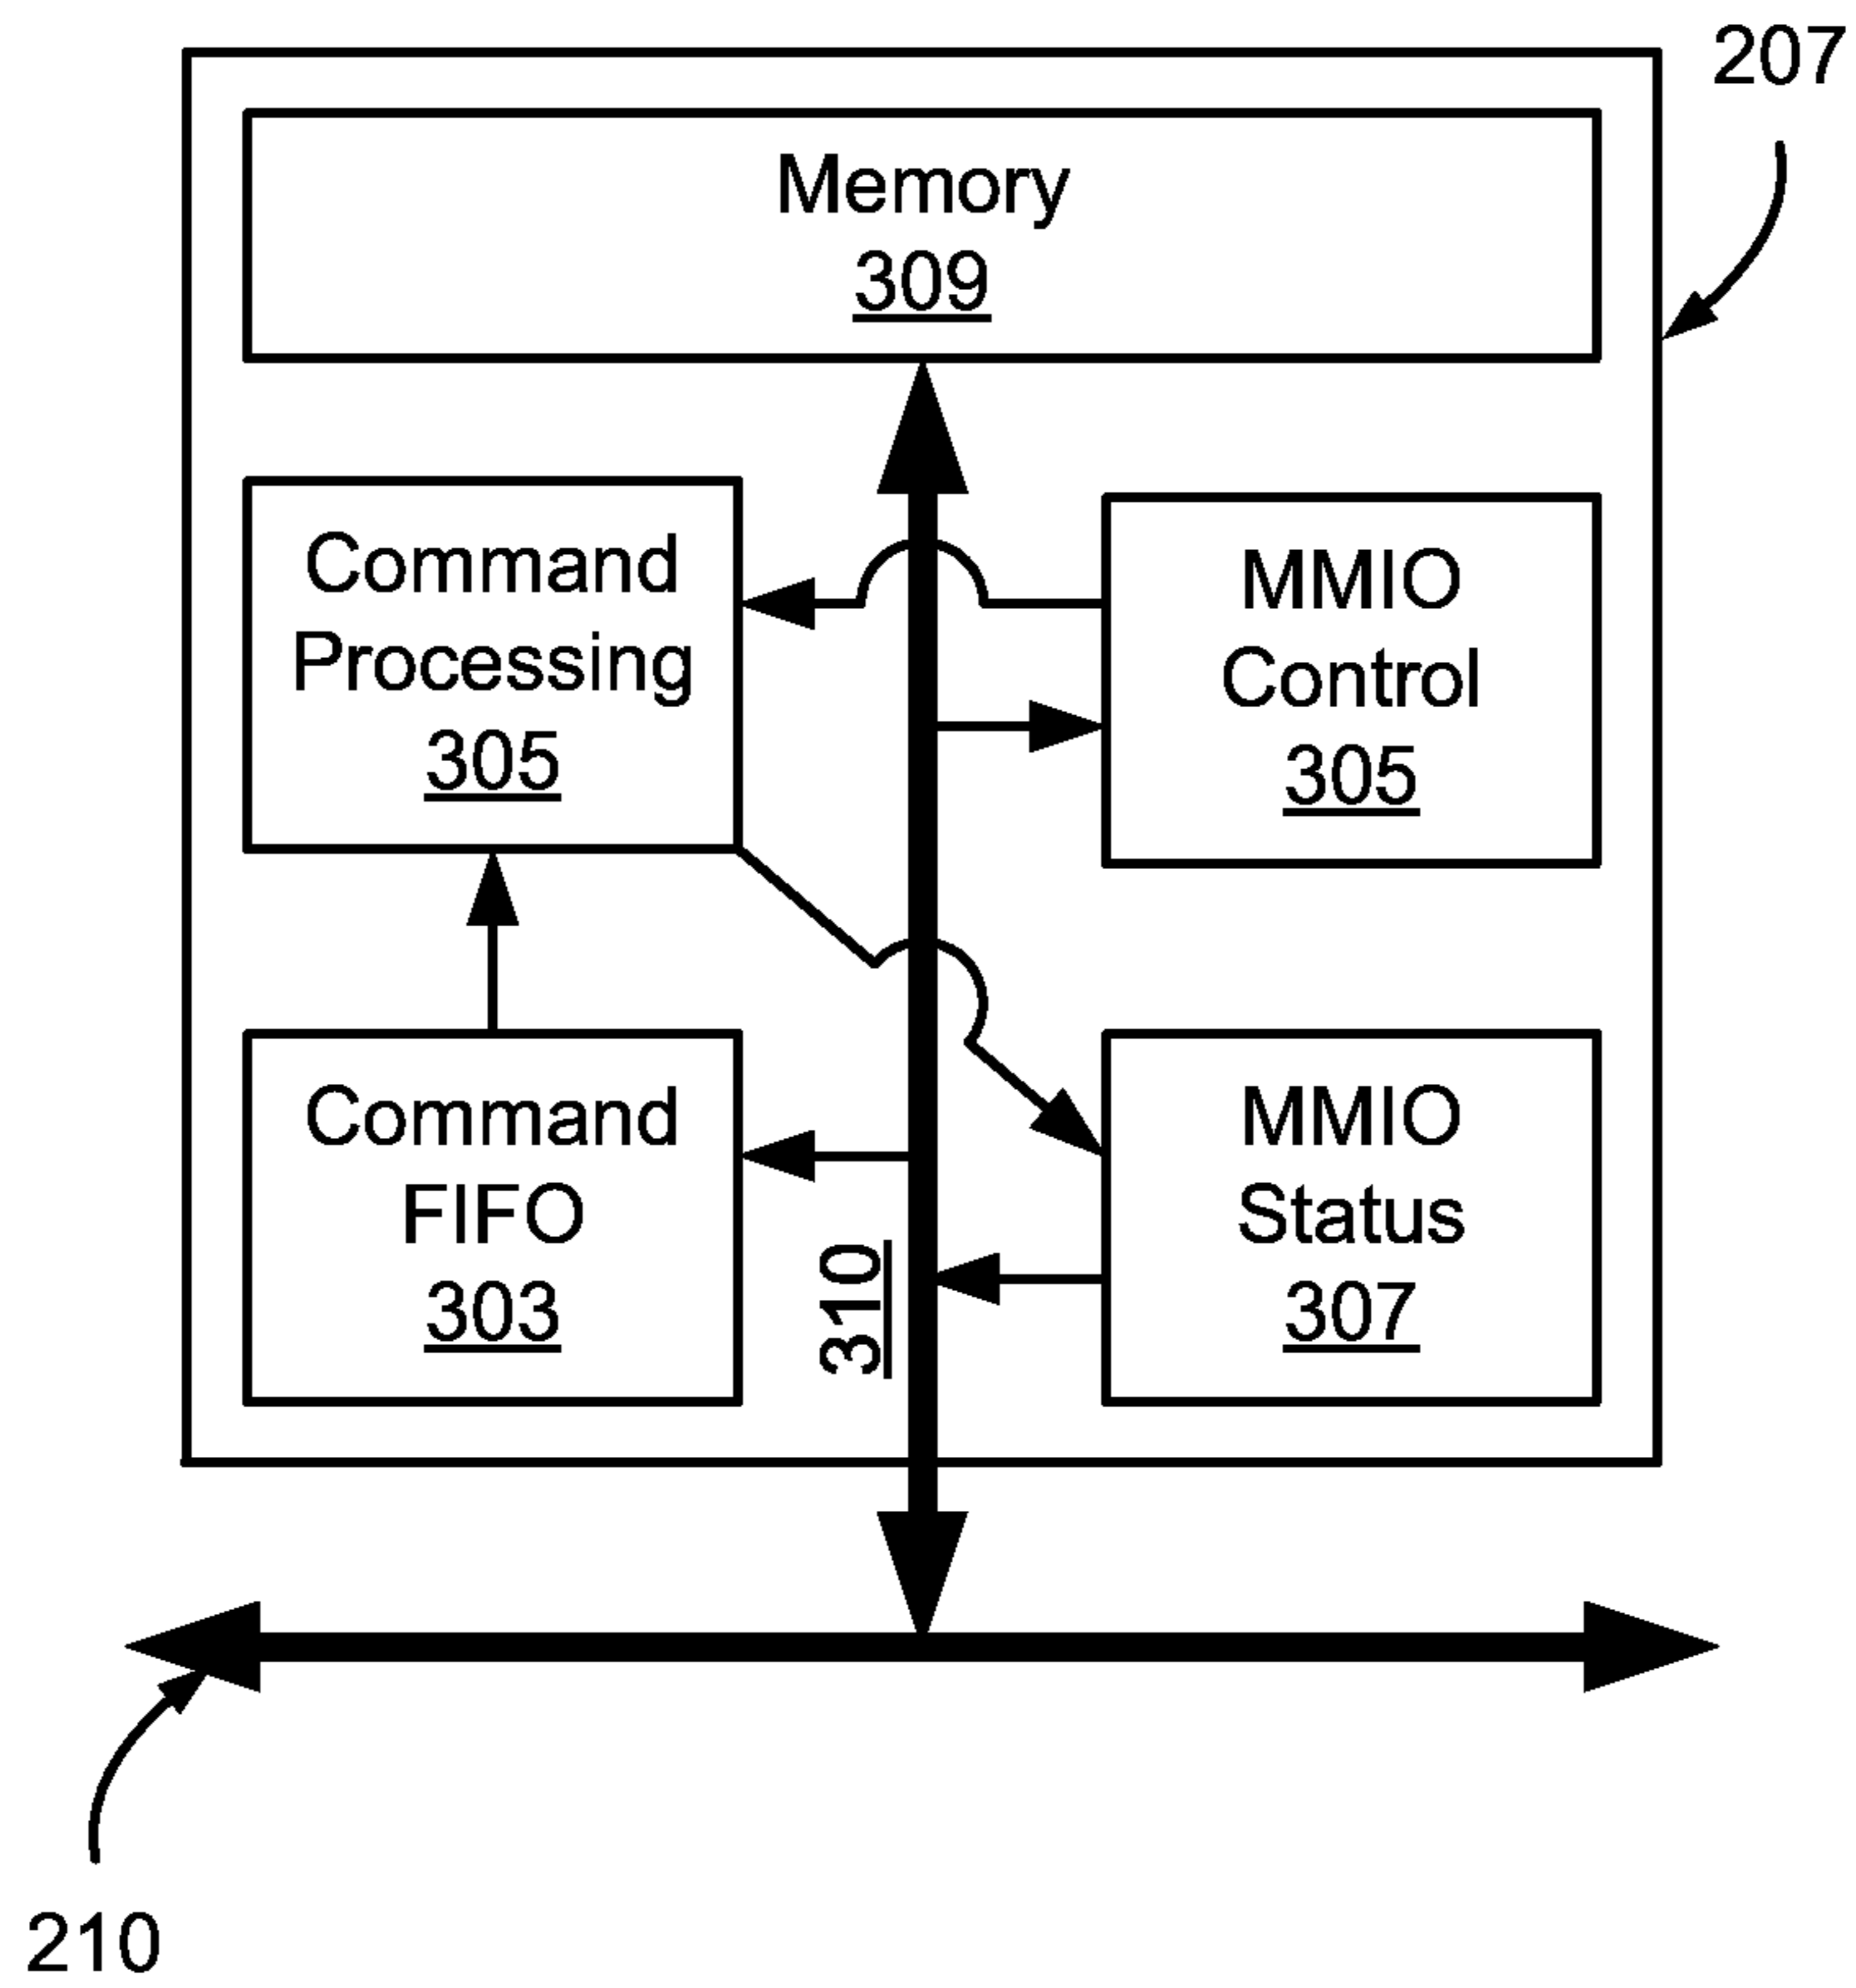 207
Memory
309
Command
Processing
305
MMIO
Control
305
Command
FIFO
303
310
MMIO
Status
307
210